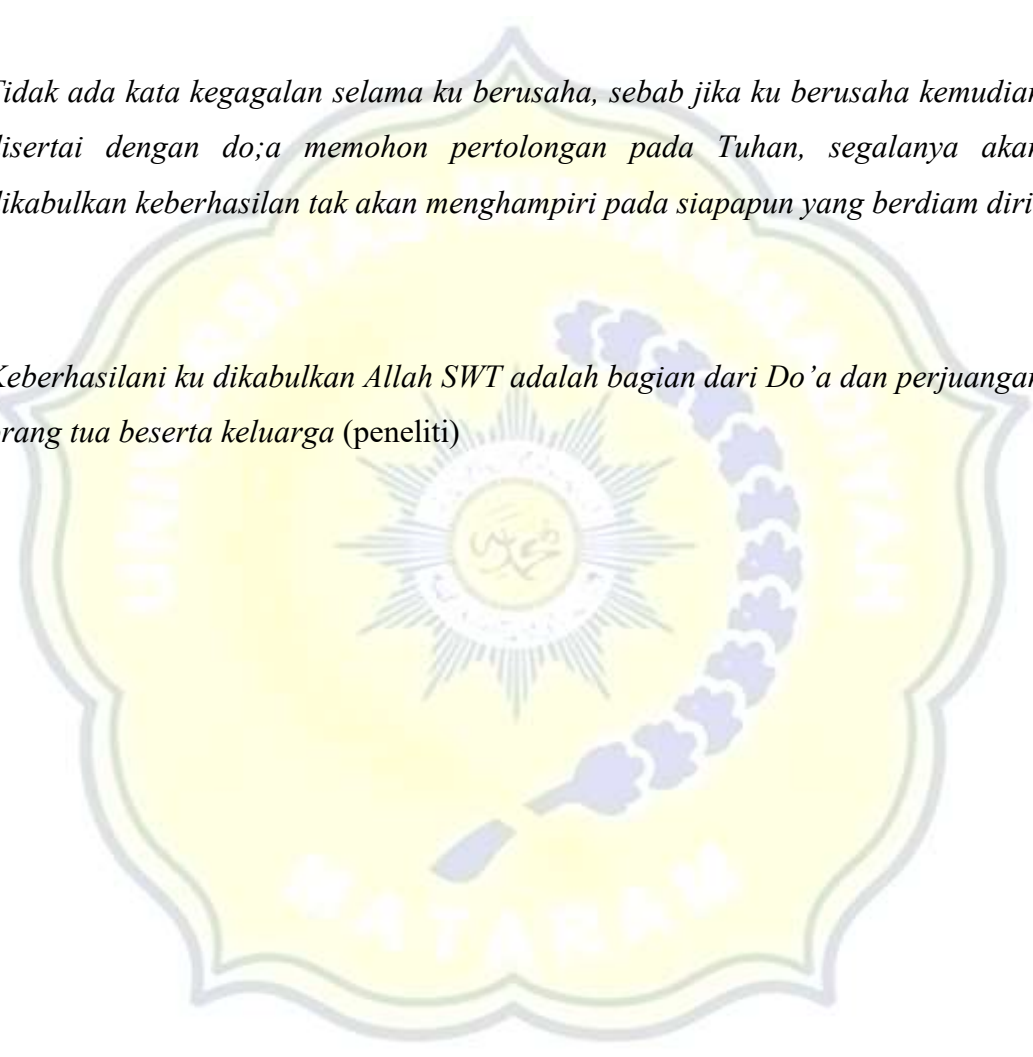 Tidak ada kata kegagalan selama ku berusaha, sebab jika ku berusaha kemudian
disertai dengan do;a memohon pertolongan pada Tuhan, segalanya akan
dikabulkan keberhasilan tak akan menghampiri pada siapapun yang berdiam diri
Keberhasilani ku dikabulkan Allah SWT adalah bagian dari Do’a dan perjuangan
orang tua beserta keluarga (peneliti)
UNIVERSITAS MUHAMMADIYAH
MATARAM